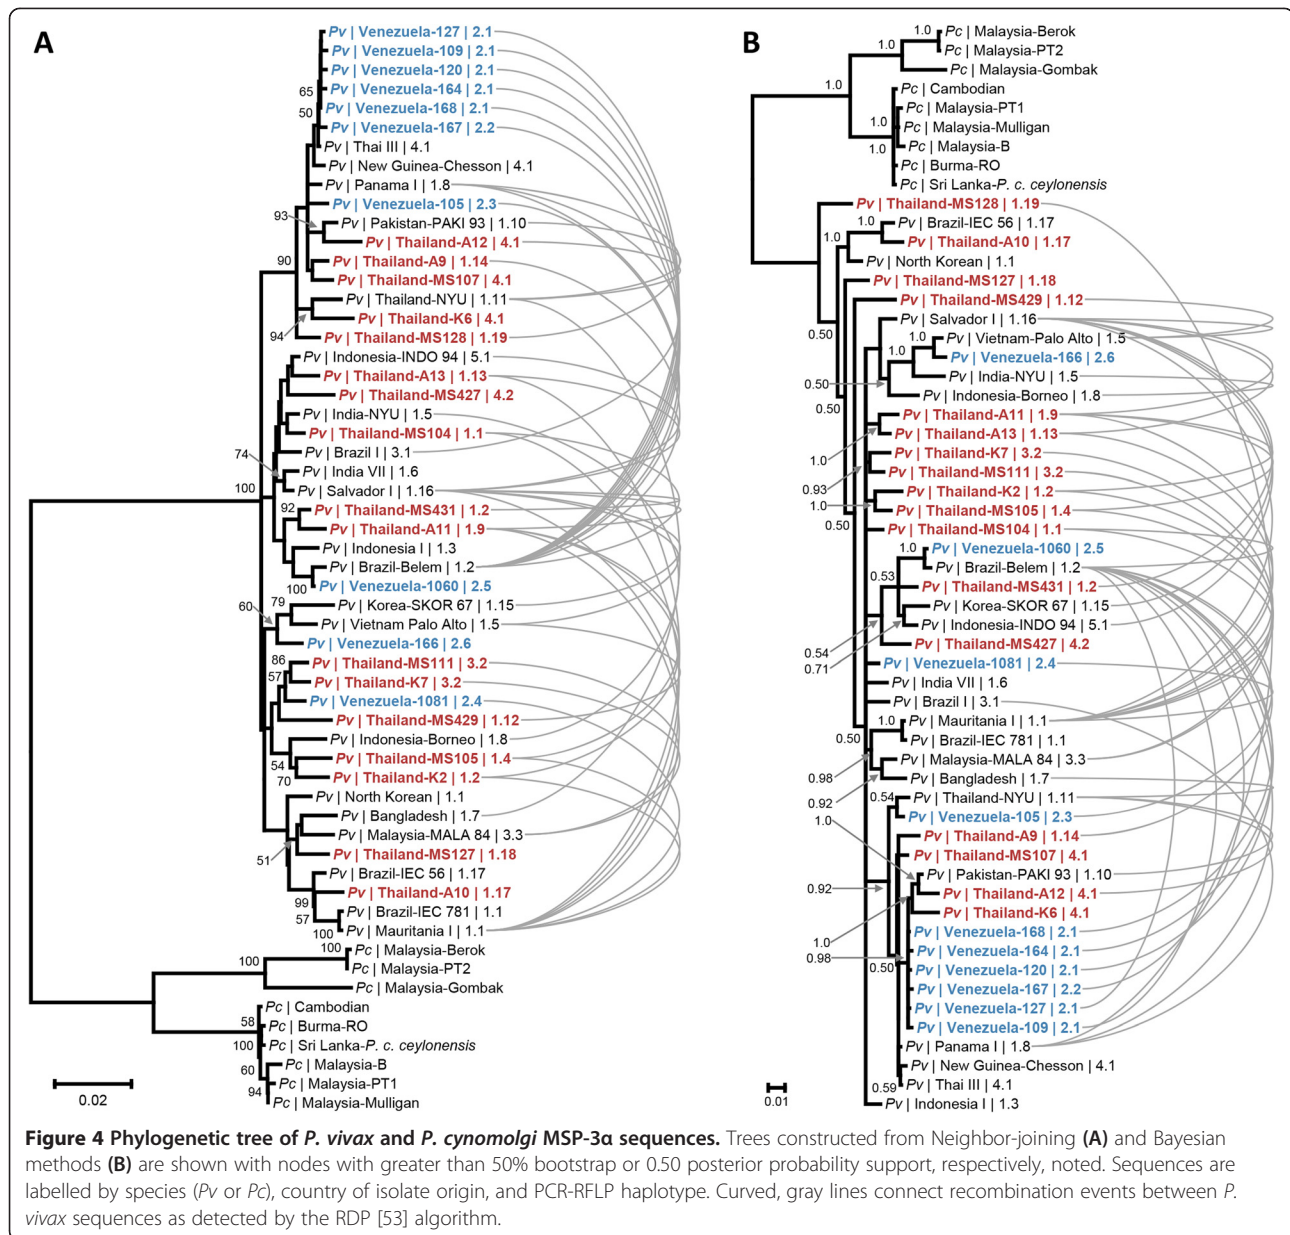 A
Pv | Venezuela-127 | 2.1
Pv | Venezuela-109 | 2.1
Pv | Venezuela-120 | 2.1
65
Pv | Venezuela-164 | 2.1
50
Pv | Venezuela-168 | 2.1
Pv | Venezuela-167 | 2.2
Pv | Thai III | 4.1
Pv | New Guinea-Chesson | 4.1
Pv | Panama I | 1.8
Pv | Venezuela-105 | 2.3
93
Pv | Pakistan-PAKI 93 | 1.10
Pv | Thailand-A12 | 4.1
90
Pv | Thailand-A9 | 1.14
Pv | Thailand-MS107 | 4.1
Pv | Thailand-NYU | 1.11
Pv | Thailand-K6 | 4.1
94
Pv | Thailand-MS128 | 1.19
Pv | Indonesia-INDO 94 | 5.1
Pv | Thailand-A13 | 1.13
Pv | Thailand-MS427 | 4.2
Pv | India-NYU | 1.5
Pv | Thailand-MS104 | 1.1
74
Pv | Brazil I | 3.1
Pv | India VII | 1.6
100
Pv | Salvador I | 1.16
92
Pv | Thailand-MS431 | 1.2
Pv | Thailand-A11 | 1.9
Pv | Indonesia I | 1.3
Pv | Brazil-Belem | 1.2
100
Pv | Venezuela-1060 | 2.5
60
79
Pv | Korea-SKOR 67 | 1.15
Pv | Vietnam Palo Alto | 1.5
Pv | Venezuela-166 | 2.6
86
Pv | Thailand-MS111 | 3.2
57
Pv | Thailand-K7 | 3.2
Pv | Venezuela-1081 | 2.4
Pv | Thailand-MS429 | 1.12
Pv | Indonesia-Borneo | 1.8
54
Pv | Thailand-MS105 | 1.4
70
Pv | Thailand-K2 | 1.2
Pv | North Korean | 1.1
Pv | Bangladesh | 1.7
Pv | Malaysia-MALA 84 | 3.3
51
Pv | Thailand-MS127 | 1.18
Pv | Brazil-IEC 56 | 1.17
Pv | Thailand-A10 | 1.17
99
57
Pv | Brazil-IEC 781 | 1.1
100
Pv | Mauritania I | 1.1
100
Pc | Malaysia-Berok
100
Pc | Malaysia-PT2
Pc | Malaysia-Gombak
Pc | Cambodian
58
Pc | Burma-RO
100
Pc | Sri Lanka-P. c. ceylonensis
60
Pc | Malaysia-B
94
Pc | Malaysia-PT1
Pc | Malaysia-Mulligan
0.02
B
1.0
Pc | Malaysia-Berok
1.0
Pc | Malaysia-PT2
Pc | Malaysia-Gombak
1.0
Pc | Cambodian
Pc | Malaysia-PT1
1.0
Pc | Malaysia-Mulligan
1.0
Pc | Malaysia-B
Pc | Burma-RO
Pc | Sri Lanka-P. c. ceylonensis
Pv | Thailand-MS128 | 1.19
1.0
Pv | Brazil-IEC 56 | 1.17
1.0
Pv | Thailand-A10 | 1.17
Pv | North Korean | 1.1
Pv | Thailand-MS127 | 1.18
Pv | Thailand-MS429 | 1.12
Pv | Salvador I | 1.16
0.50
1.0
Pv | Vietnam-Palo Alto | 1.5
1.0
Pv | Venezuela-166 | 2.6
Pv | India-NYU | 1.5
0.50
Pv | Indonesia-Borneo | 1.8
0.50
Pv | Thailand-A11 | 1.9
Pv | Thailand-A13 | 1.13
1.0
Pv | Thailand-K7 | 3.2
Pv | Thailand-MS111 | 3.2
0.93
Pv | Thailand-K2 | 1.2
1.0
Pv | Thailand-MS105 | 1.4
0.50
Pv | Thailand-MS104 | 1.1
1.0
Pv | Venezuela-1060 | 2.5
Pv | Brazil-Belem | 1.2
0.53
Pv | Thailand-MS431 | 1.2
Pv | Korea-SKOR 67 | 1.15
Pv | Indonesia-INDO 94 | 5.1
0.54
Pv | Thailand-MS427 | 4.2
0.71
Pv | Venezuela-1081 | 2.4
Pv | India VII | 1.6
Pv | Brazil I | 3.1
1.0
Pv | Mauritania I | 1.1
0.50
Pv | Brazil-IEC 781 | 1.1
Pv | Malaysia-MALA 84 | 3.3
0.98
Pv | Bangladesh | 1.7
0.92
0.54
Pv | Thailand-NYU | 1.11
1.0
Pv | Venezuela-105 | 2.3
Pv | Thailand-A9 | 1.14
Pv | Thailand-MS107 | 4.1
Pv | Pakistan-PAKI 93 | 1.10
0.92
Pv | Thailand-A12 | 4.1
Pv | Thailand-K6 | 4.1
Pv | Venezuela-168 | 2.1
1.0
Pv | Venezuela-164 | 2.1
0.98
0.50
Pv | Venezuela-120 | 2.1
Pv | Venezuela-167 | 2.2
Pv | Venezuela-127 | 2.1
Pv | Venezuela-109 | 2.1
Pv | Panama I | 1.8
Pv | New Guinea-Chesson | 4.1
0.59
Pv | Thai III | 4.1
Pv | Indonesia I | 1.3
0.01
Figure 4 Phylogenetic tree of P. vivax and P. cynomolgi MSP-3α sequences. Trees constructed from Neighbor-joining (A) and Bayesian
methods (B) are shown with nodes with greater than 50% bootstrap or 0.50 posterior probability support, respectively, noted. Sequences are
labelled by species (Pv or Pc), country of isolate origin, and PCR-RFLP haplotype. Curved, gray lines connect recombination events between P.
vivax sequences as detected by the RDP [53] algorithm.